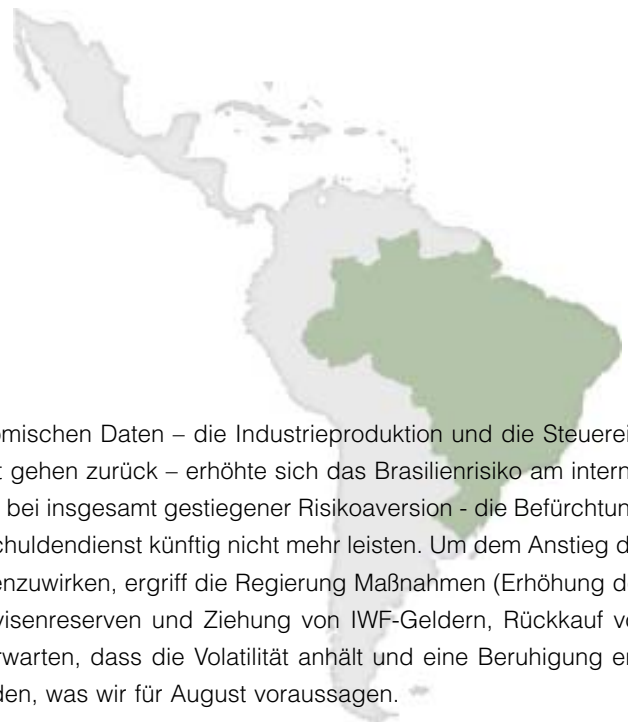 omischen Daten – die Industrieproduktion und die Steuerei
t gehen zurück – erhöhte sich das Brasilienrisiko am intern
bei insgesamt gestiegener Risikoaversion - die Befürchtun
chuldendienst künftig nicht mehr leisten. Um dem Anstieg d
enzuwirken, ergriff die Regierung Maßnahmen (Erhöhung d
visenreserven und Ziehung von IWF-Geldern, Rückkauf v
rwarten, dass die Volatilität anhält und eine Beruhigung er
den, was wir für August voraussagen.